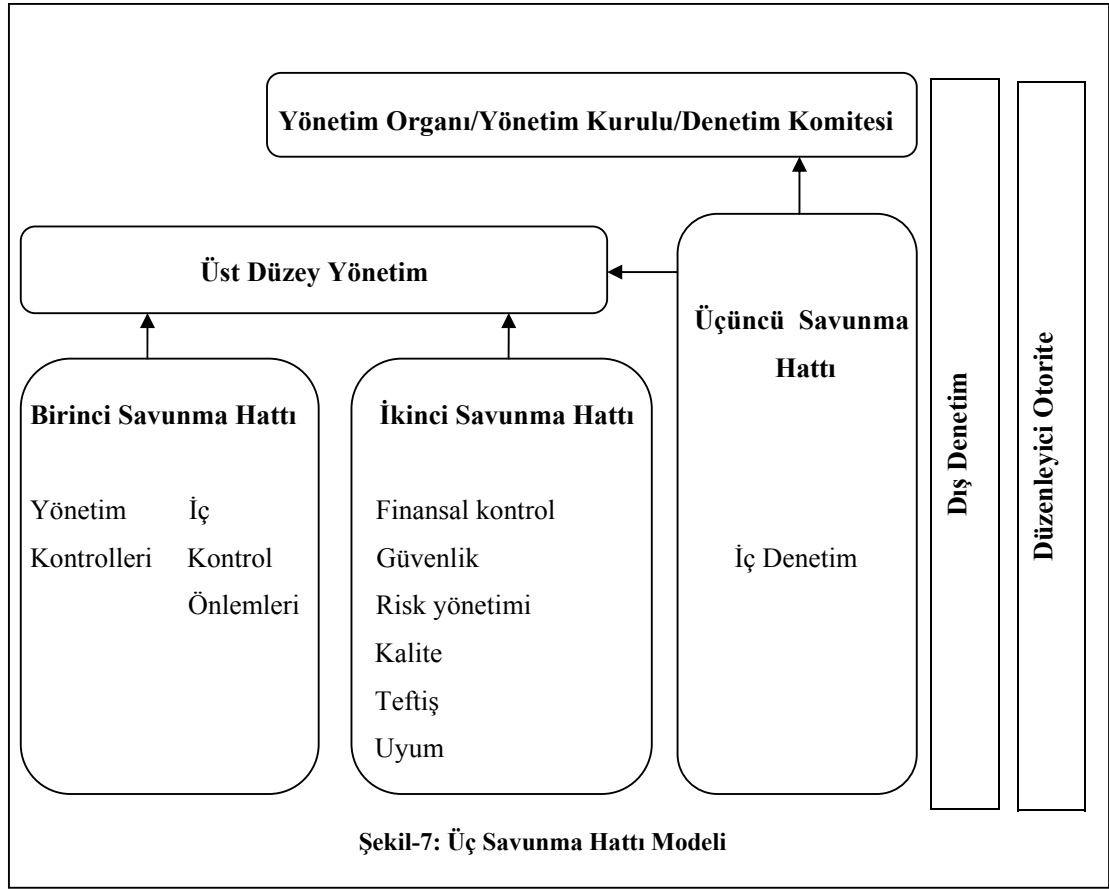 Yönetim Organı/Yönetim Kurulu/Denetim Komitesi
Üst Düzey Yönetim
Birinci Savunma Hattı
Yönetim
Kontrolleri
İç
Kontrol
Önlemleri
İkinci Savunma Hattı
Finansal kontrol
Güvenlik
Risk yönetimi
Kalite
Teftiş
Uyum
Üçüncü Savunma
Hattı
İç Denetim
Dış Denetim
Düzenleyici Otorite
Şekil-7: Üç Savunma Hattı Modeli